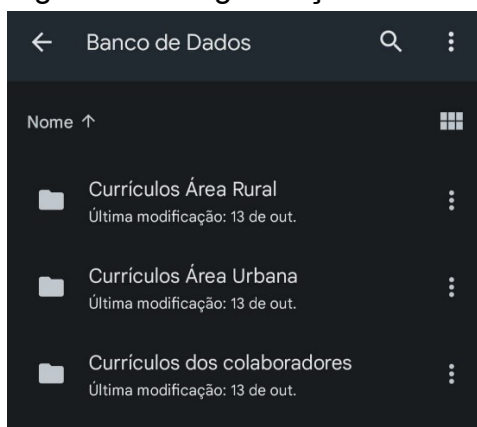 Banco de Dados
Nome ↑
Currículos Área Rural
Última modificação: 13 de out.
Currículos Área Urbana
Última modificação: 13 de out.
Currículos dos colaboradores
Última modificação: 13 de out.